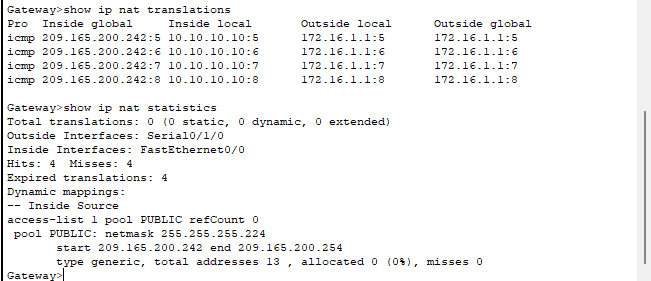 Gateway>show ip nat translations
Pro  Inside global     Inside local       Outside local      Outside global
icmp 209.165.200.242:5 10.10.10.10:5      172.16.1.1:5       172.16.1.1:5
icmp 209.165.200.242:6 10.10.10.10:6      172.16.1.1:6       172.16.1.1:6
icmp 209.165.200.242:7 10.10.10.10:7      172.16.1.1:7       172.16.1.1:7
icmp 209.165.200.242:8 10.10.10.10:8      172.16.1.1:8       172.16.1.1:8
Gateway>show ip nat statistics
Total translations: 0 (0 static, 0 dynamic, 0 extended)
Outside Interfaces: Serial0/1/0
Inside Interfaces: FastEthernet0/0
Hits: 4  Misses: 4
Expired translations: 4
Dynamic mappings:
-- Inside Source
access-list 1 pool PUBLIC refCount 0
 pool PUBLIC: netmask 255.255.255.224
       start 209.165.200.242 end 209.165.200.254
       type generic, total addresses 13 , allocated 0 (0%), misses 0
Gateway>